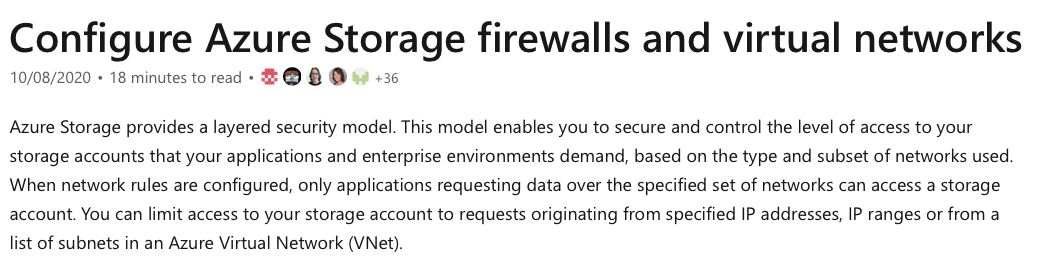 Configure Azure Storage firewalls and virtual networks
10/08/2020 • 18 minutes to read • +36
Azure Storage provides a layered security model. This model enables you to secure and control the level of access to your
storage accounts that your applications and enterprise environments demand, based on the type and subset of networks used.
When network rules are configured, only applications requesting data over the specified set of networks can access a storage
account. You can limit access to your storage account to requests originating from specified IP addresses, IP ranges or from a
list of subnets in an Azure Virtual Network (VNet).